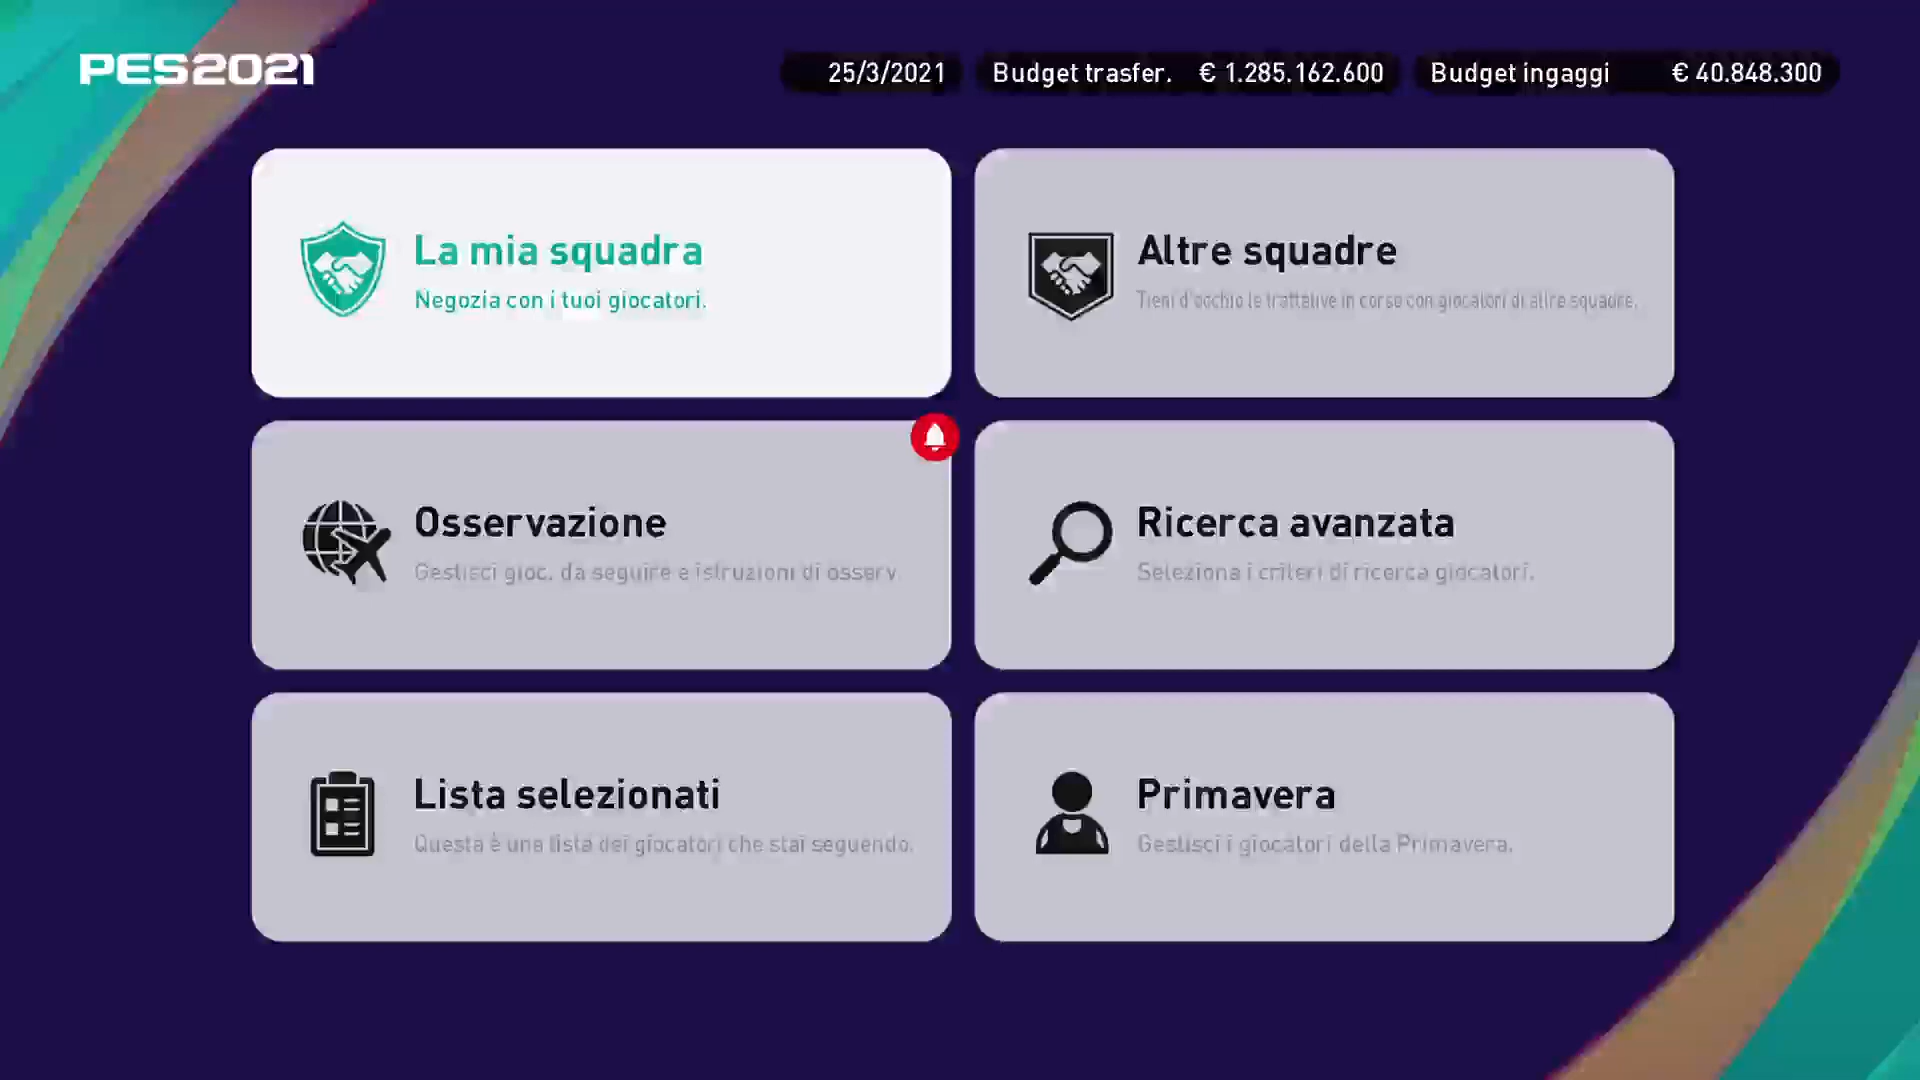 PES2021
25/3/2021 Budget trasfer. € 1.285.162.600 Budget ingaggi € 40.848.300
La mia squadra
Negozia con i tuoi giocatori.
Altre squadre
Tieni d'occhio le trattative in corso con giocatori di altre squadre.
Osservazione
Gestisci gioc. da seguire e istruzioni di osserv.
Ricerca avanzata
Seleziona i criteri di ricerca giocatori.
Lista selezionati
Questa è una lista dei giocatori che stai seguendo.
Primavera
Gestisci i giocatori della Primavera.